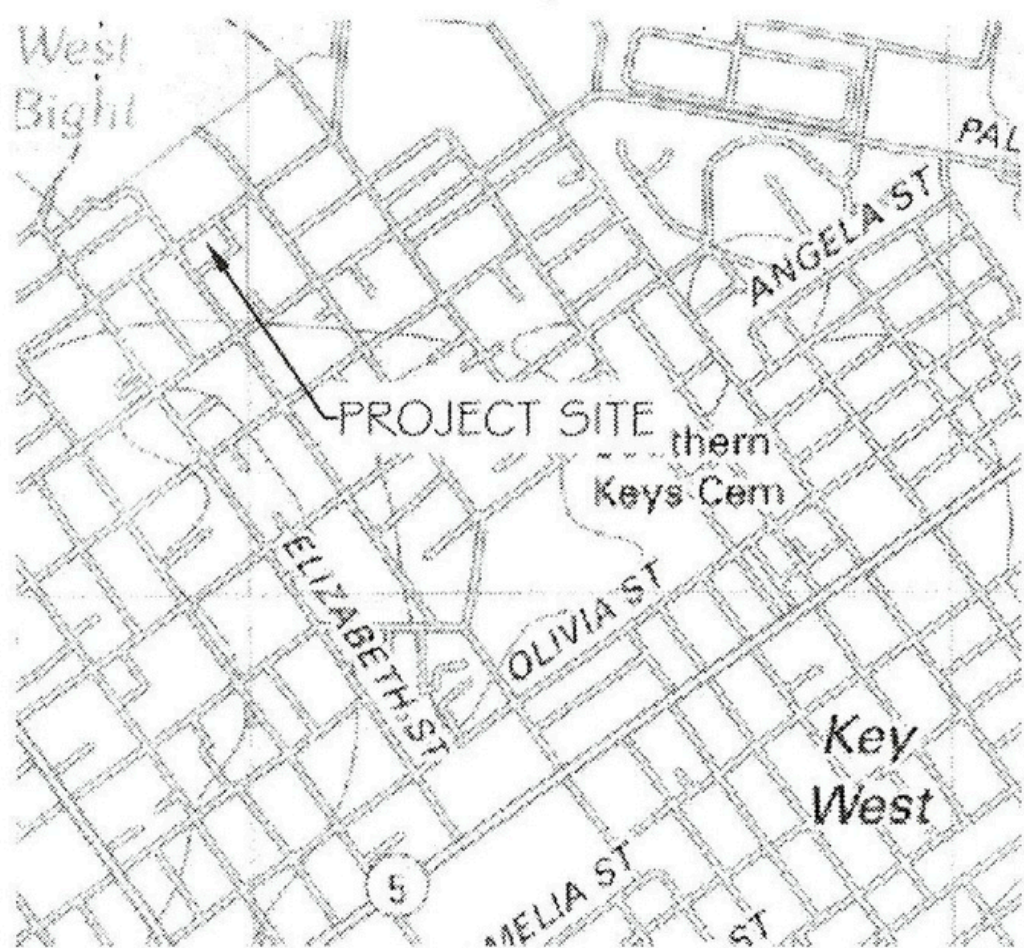 West
Bight
PAL
ANGELA ST
PROJECT SITE
thern
Keys Cem
ELIZABETH ST
OLIVIA ST
Key
West
5
MELIA ST
ST